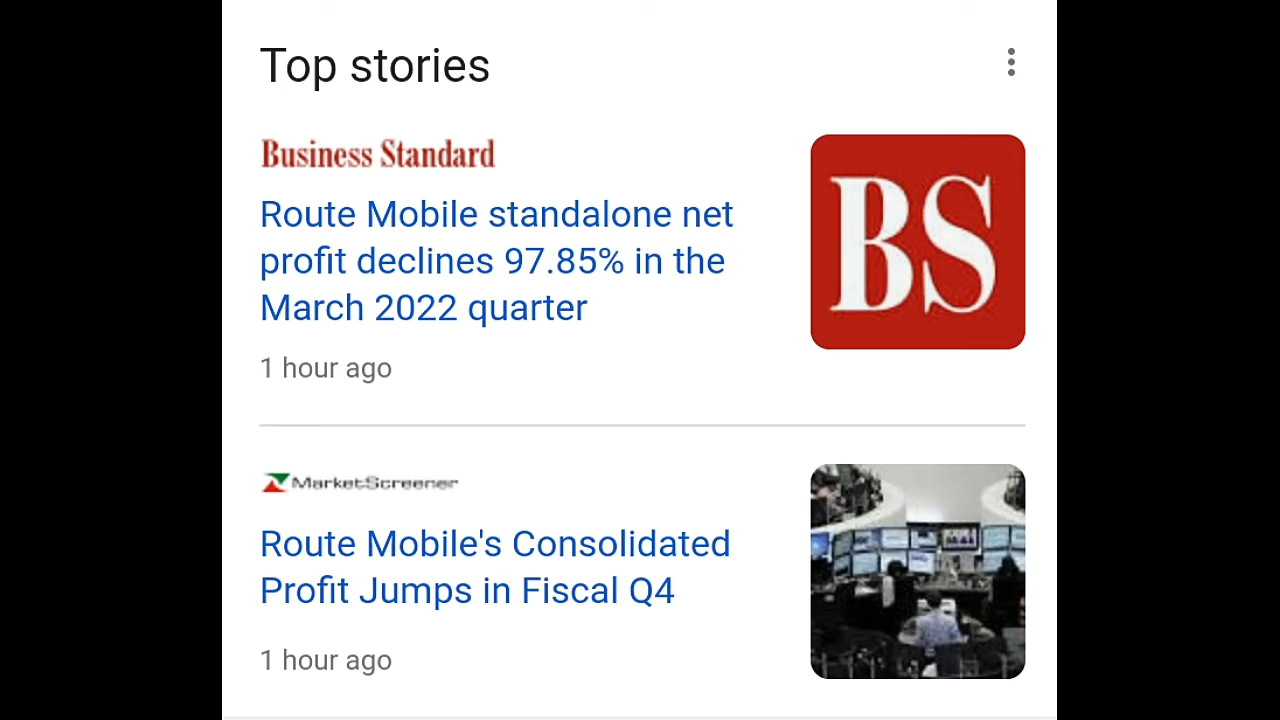 Top stories
Business Standard
Route Mobile standalone net
profit declines 97.85% in the
March 2022 quarter
BS
1 hour ago
MarketScreener
Route Mobile's Consolidated
Profit Jumps in Fiscal Q4
1 hour ago